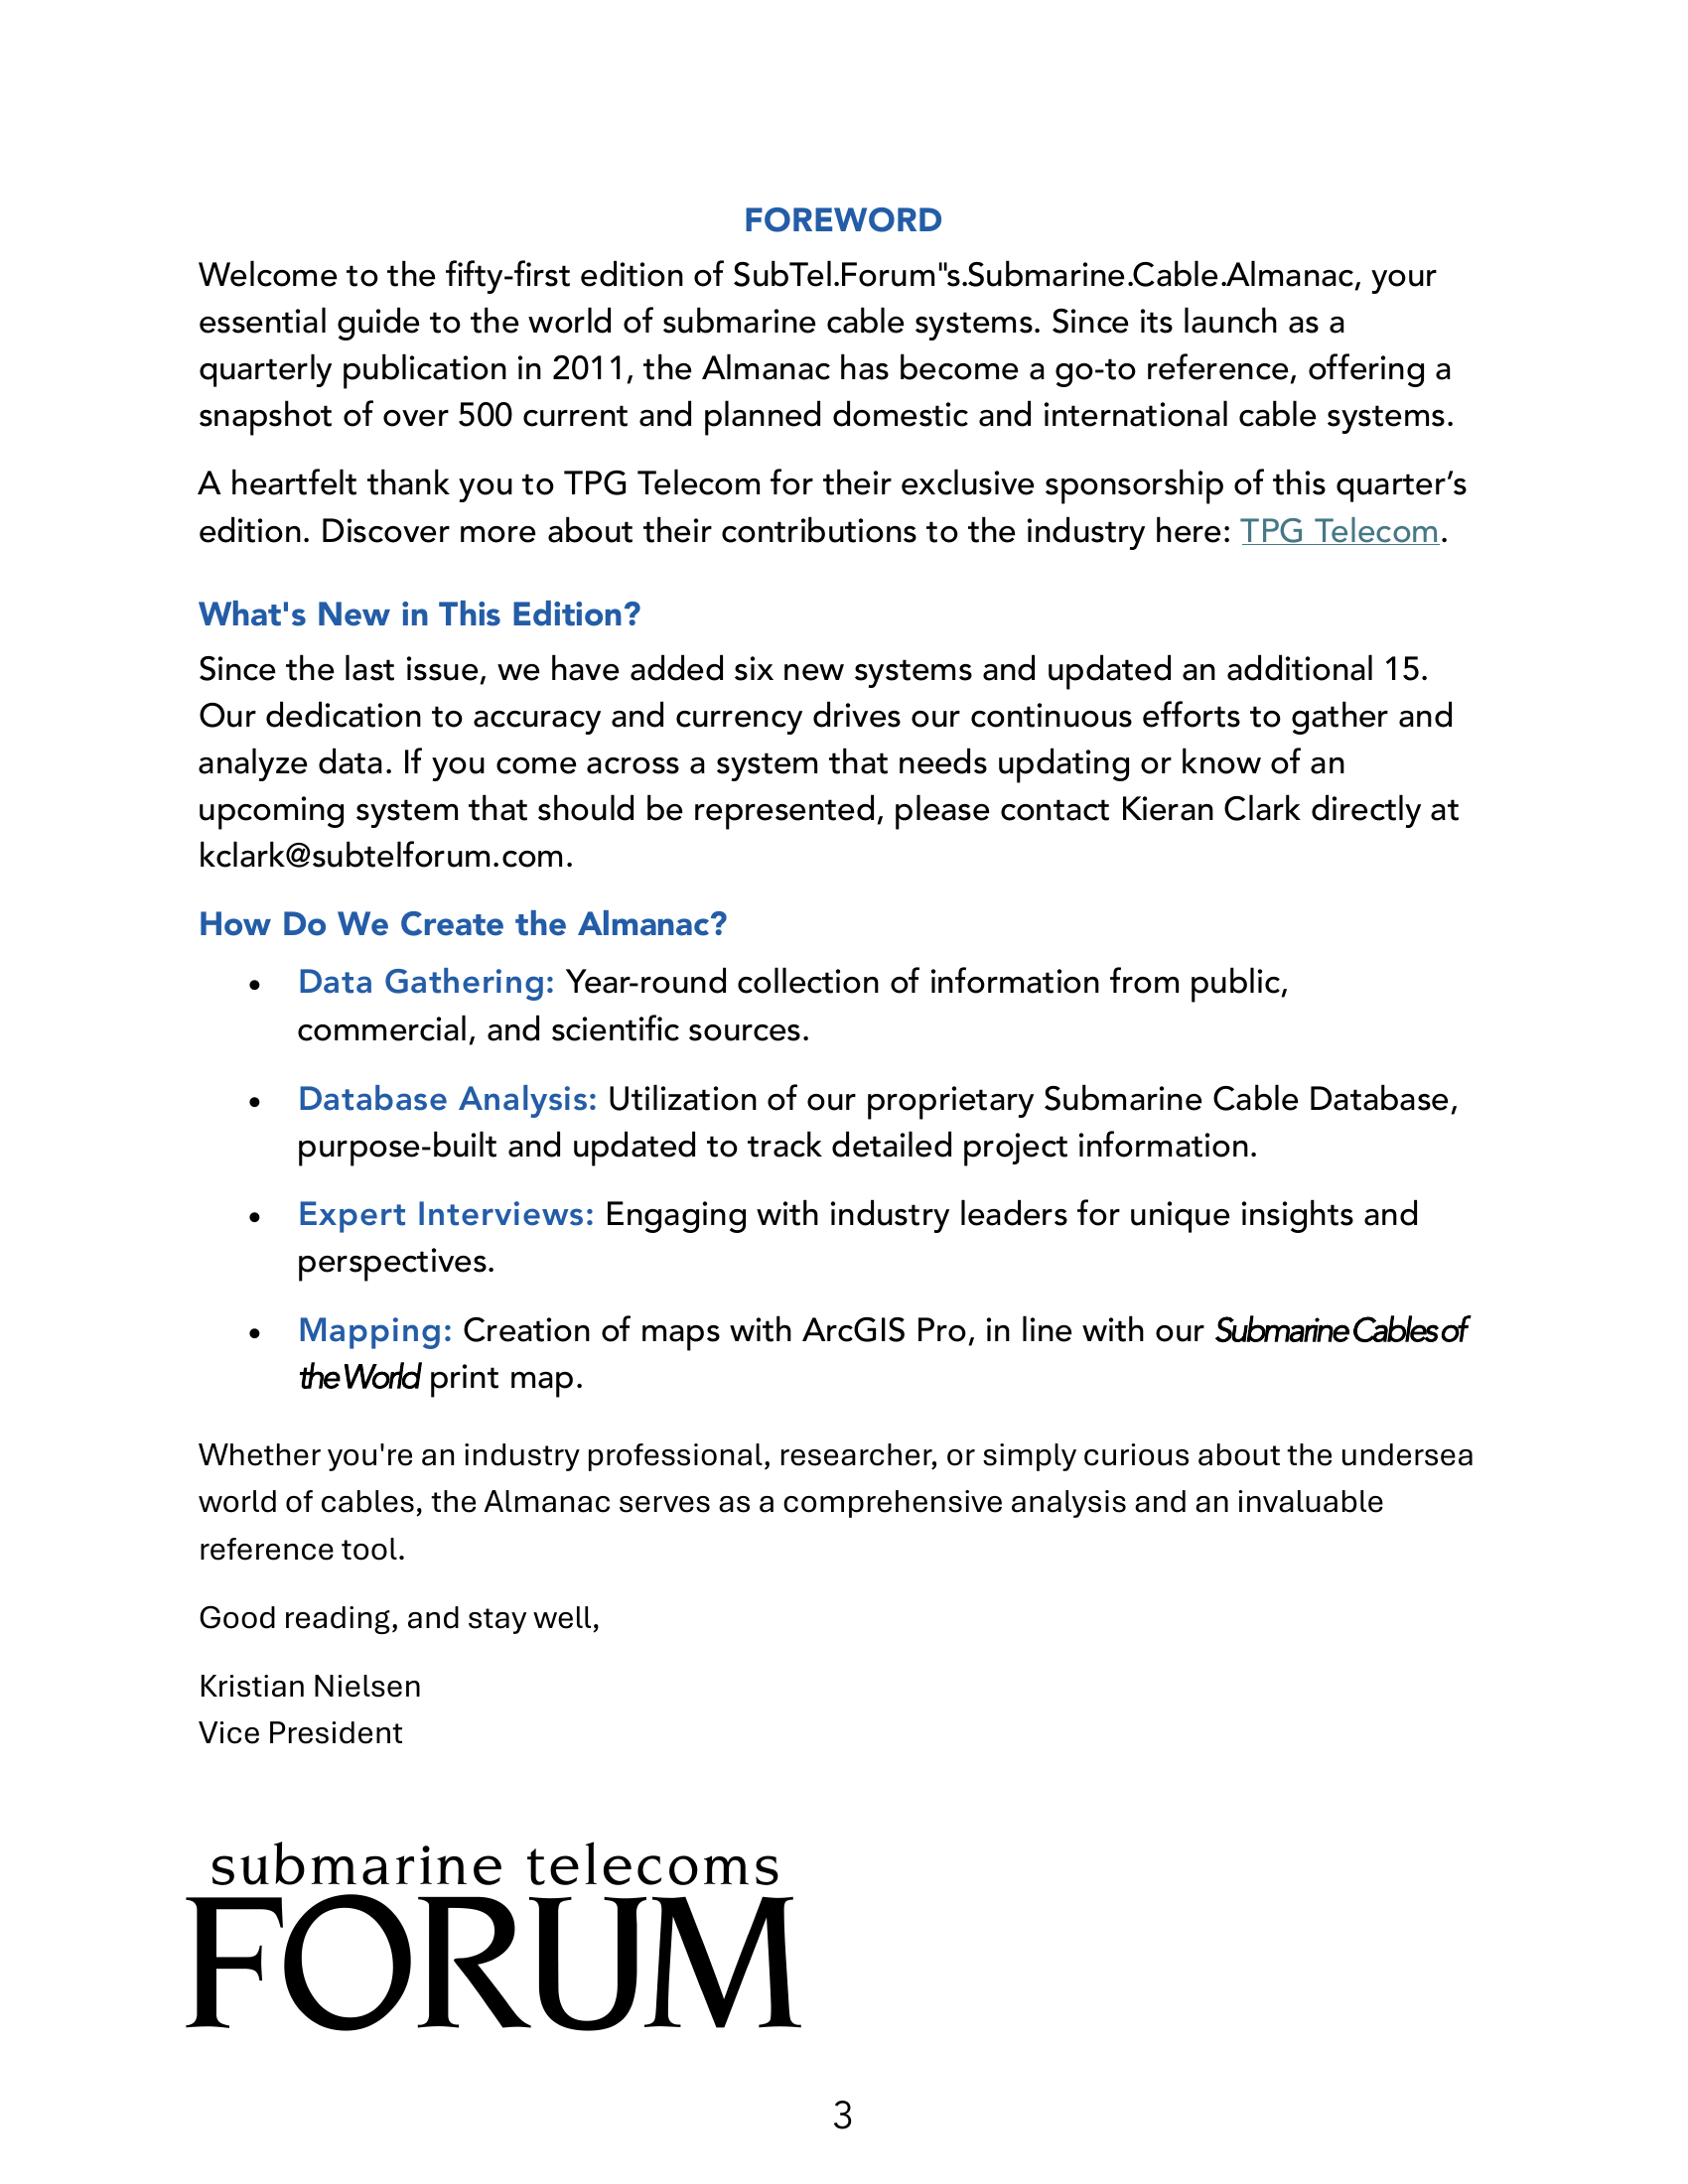 FOREWORD
Welcome to the fifty-first edition of SubTel.Forum"s.Submarine.Cable.Almanac, your
essential guide to the world of submarine cable systems. Since its launch as a
quarterly publication in 2011, the Almanac has become a go-to reference, offering a
snapshot of over 500 current and planned domestic and international cable systems.
A heartfelt thank you to TPG Telecom for their exclusive sponsorship of this quarter’s
edition. Discover more about their contributions to the industry here: TPG Telecom.
What's New in This Edition?
Since the last issue, we have added six new systems and updated an additional 15.
Our dedication to accuracy and currency drives our continuous efforts to gather and
analyze data. If you come across a system that needs updating or know of an
upcoming system that should be represented, please contact Kieran Clark directly at
kclark@subtelforum.com.
How Do We Create the Almanac?
• Data Gathering: Year-round collection of information from public,
commercial, and scientific sources.
• Database Analysis: Utilization of our proprietary Submarine Cable Database,
purpose-built and updated to track detailed project information.
• Expert Interviews: Engaging with industry leaders for unique insights and
perspectives.
• Mapping: Creation of maps with ArcGIS Pro, in line with our Submarine Cables of
the World print map.
Whether you're an industry professional, researcher, or simply curious about the undersea
world of cables, the Almanac serves as a comprehensive analysis and an invaluable
reference tool.
Good reading, and stay well,
Kristian Nielsen
Vice President
submarine telecoms
FORUM
3